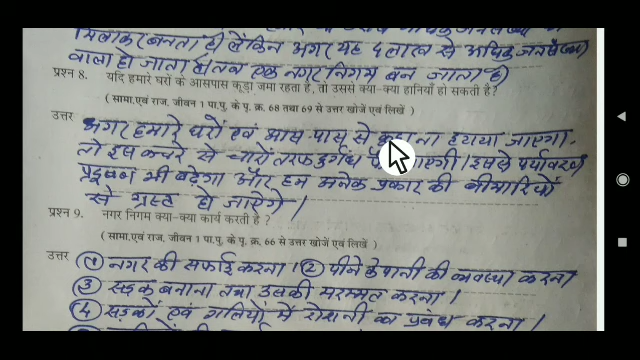 मिलाकर बनता है। लेकिन अगर यह 5 लाख से अधिक जनसंख्या
वाला हो जाता है तब एक नगर निगम बन जाता है
प्रश्न 8. यदि हमारे घरों के आसपास कूड़ा जमा रहता है, तो उससे क्या-क्या हानियाँ हो सकती है?
( सामा.एवं राज. जीवन 1 पा.पु. के पृ. क्र. 68 तथा 69 से उत्तर खोजें एवं लिखें )
उत्तर अगर हमारे घरों एवं आस पास से कूड़ा ना हटाया जाएगा.
तो इस कचरे से चारों तरफ दुर्गंध जाएगी। इससे पर्यावरण
प्रदूषण भी बढ़ेगा और हम अनेक प्रकार की बीमारियों
से ग्रस्त हो जाएंगे।
प्रश्न 9. नगर निगम क्या-क्या कार्य करती है ?
( सामा.एवं राज. जीवन 1 पा.पु. के पृ. क्र. 66 से उत्तर खोजें एवं लिखें )
उत्तर (1) नगर की सफाई करना। (2) पीने के पानी की व्यवस्था करना
(3) सड़क बनाना तथा उसकी मरम्मत करना।
(4) सड़कों एवं गलियों में रोशनी का प्रबंध करना।